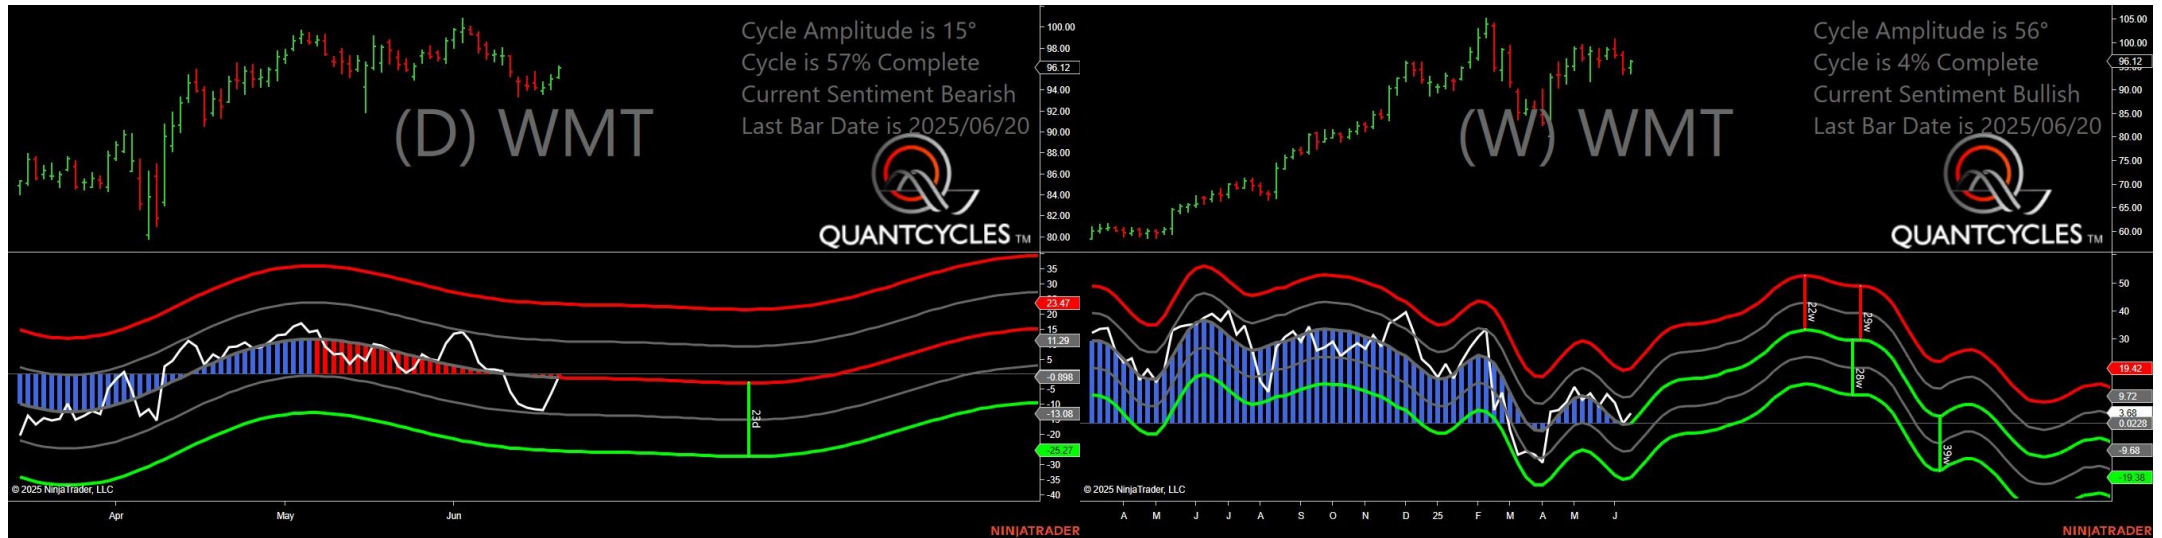 Cycle Amplitude is 15°
Cycle is 57% Complete
Current Sentiment Bearish
Last Bar Date is 2025/06/20
(D) WMT
QUANTCYCLES TM
100.00
98.00
96.12
94.00
92.00
90.00
88.00
86.00
84.00
82.00
80.00
35
23.47
20
15
11.29
5
-0.898
-5
-10
-13.08
-15
-20
-25.27
-30
-35
-40
23d
© 2025 NinjaTrader, LLC
Apr May Jun
NINJATRADER
Cycle Amplitude is 56°
Cycle is 4% Complete
Current Sentiment Bullish
Last Bar Date is 2025/06/20
(W) WMT
QUANTCYCLES TM
105.00
100.00
96.12
90.00
85.00
80.00
75.00
70.00
65.00
60.00
50
40
30
19.42
9.72
3.68
0.0228
-9.68
-19.38
22w
29w
28w
39w
© 2025 NinjaTrader, LLC
A M J J A S O N D 25 F M A M J
NINJATRADER